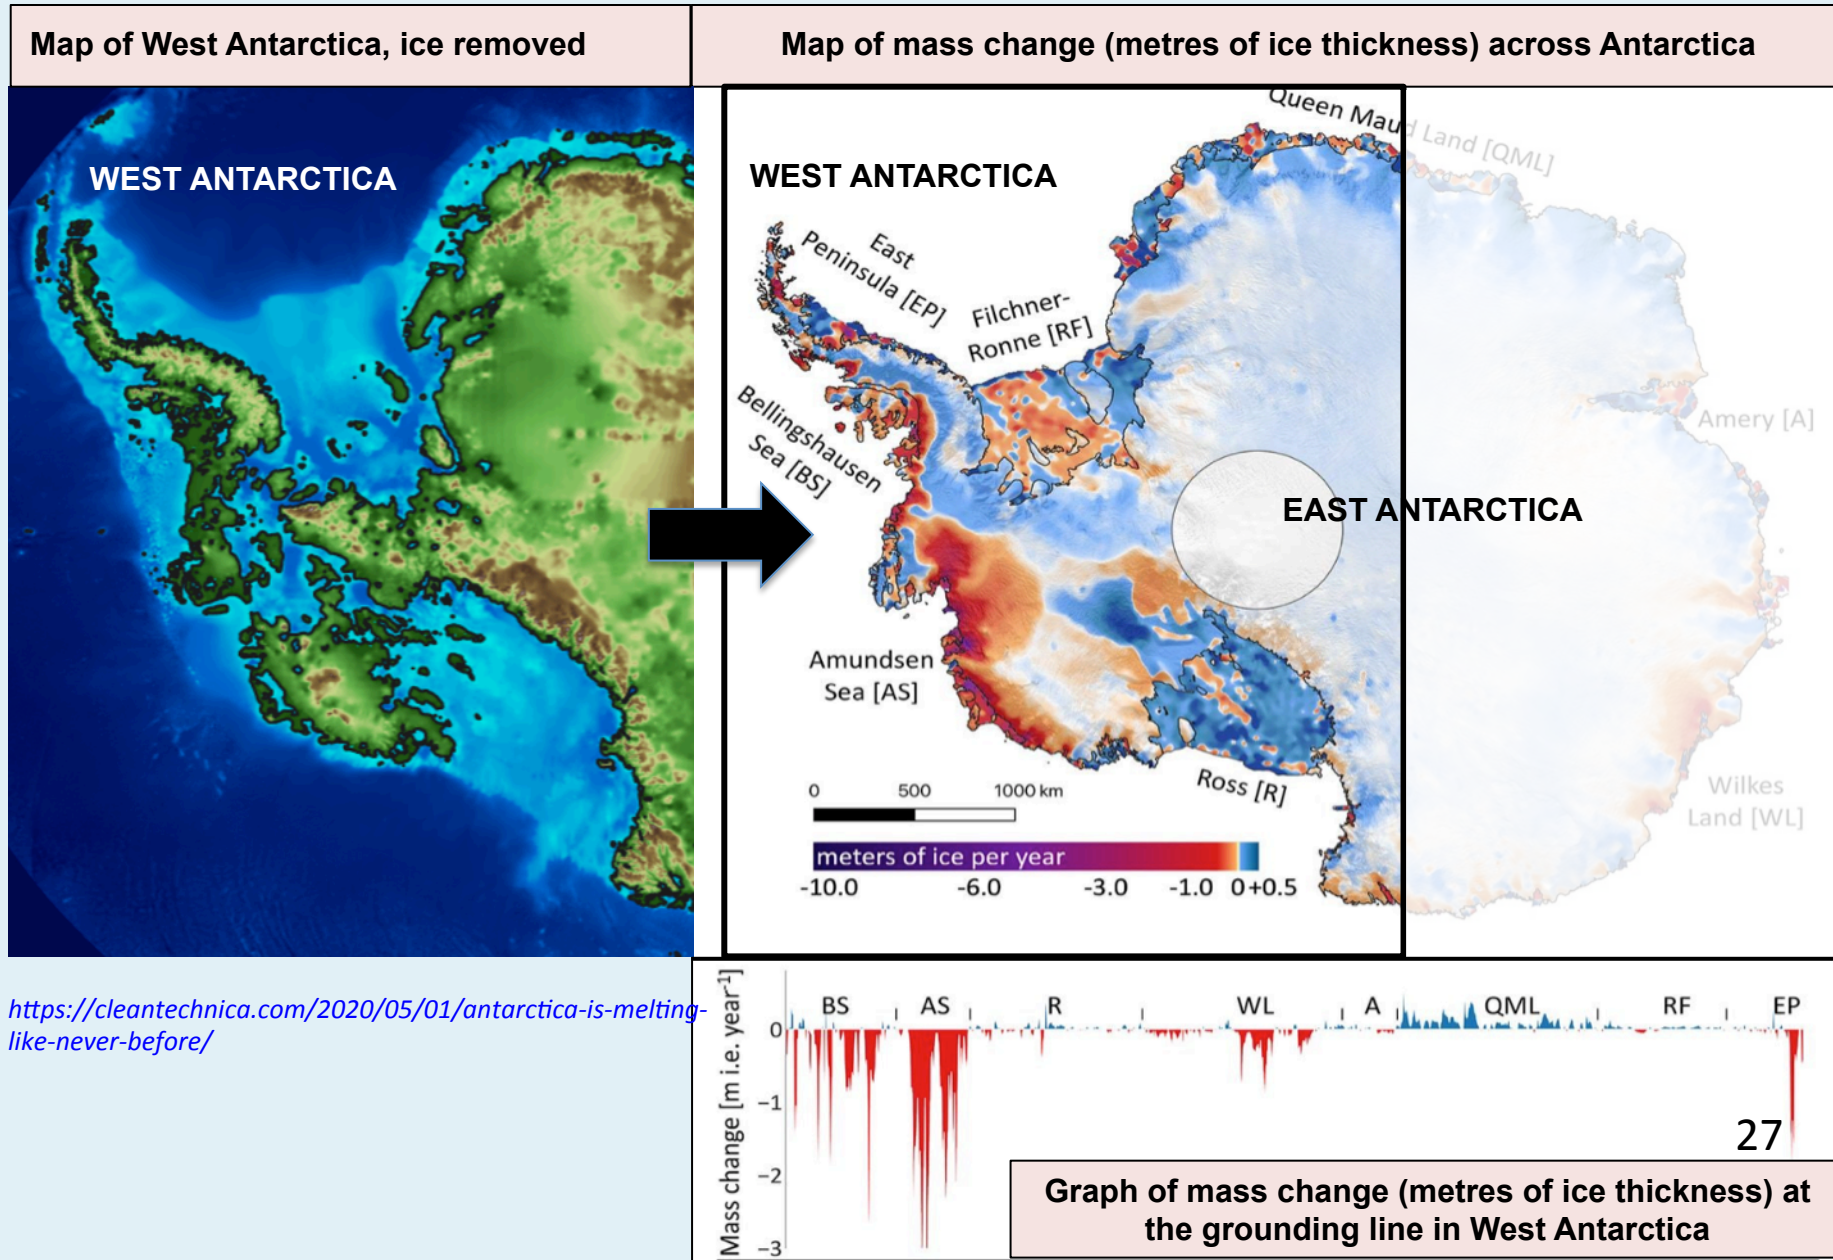 Map of West Antarctica, ice removed
Map of mass change (metres of ice thickness) across Antarctica
WEST ANTARCTICA
WEST ANTARCTICA
Queen Maud Land [QML]
East
Peninsula [EP]
Filchner-
Ronne [RF]
Bellingshausen
Sea [BS]
Amery [A]
EAST ANTARCTICA
Amundsen
Sea [AS]
Ross [R]
Wilkes
Land [WL]
0 500 1000 km
meters of ice per year
-10.0 -6.0 -3.0 -1.0 0 +0.5
https://cleantechnica.com/2020/05/01/antarctica-is-melting-
like-never-before/
Mass change [m i.e. year⁻¹]
BS AS R WL A QML RF EP
0
−1
−2
−3
27
Graph of mass change (metres of ice thickness) at
the grounding line in West Antarctica